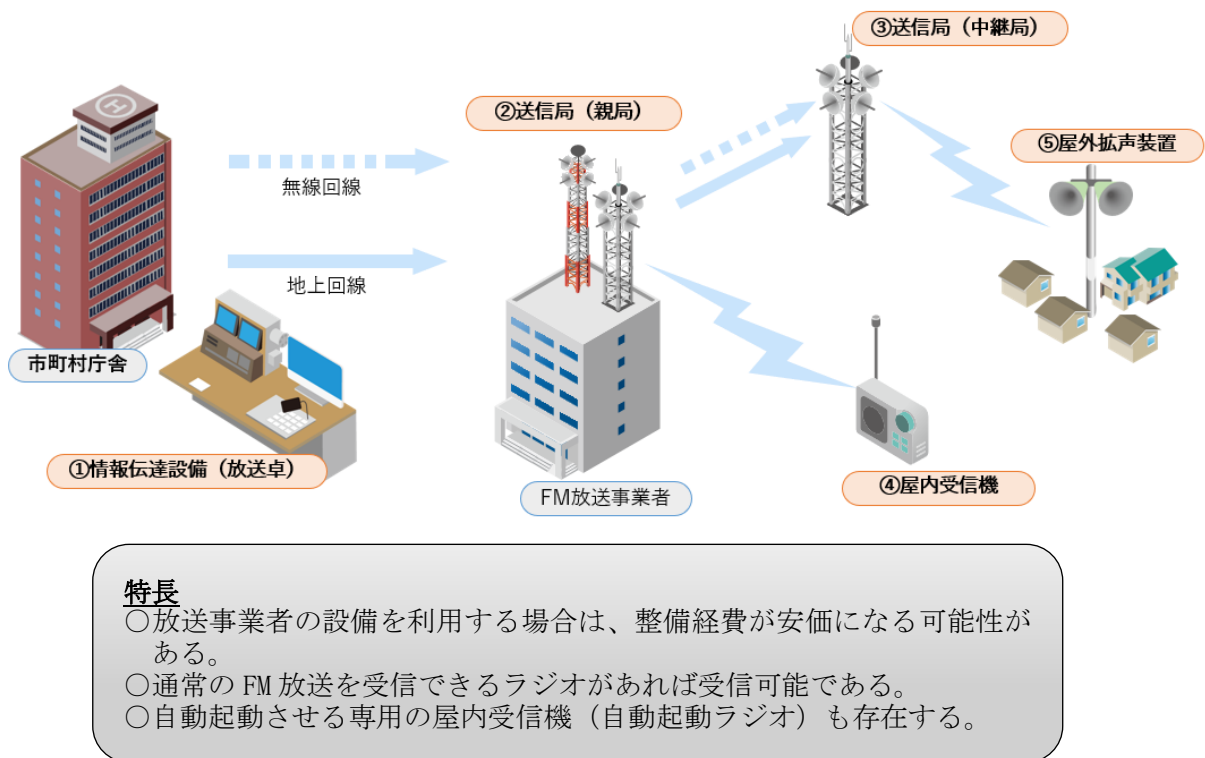 ③送信局（中継局）
②送信局（親局）
⑤屋外拡声装置
無線回線
地上回線
市町村庁舎
①情報伝達設備（放送卓）
④屋内受信機
FM放送事業者
特長
○放送事業者の設備を利用する場合は、整備経費が安価になる可能性が
ある。
○通常の FM 放送を受信できるラジオがあれば受信可能である。
○自動起動させる専用の屋内受信機（自動起動ラジオ）も存在する。